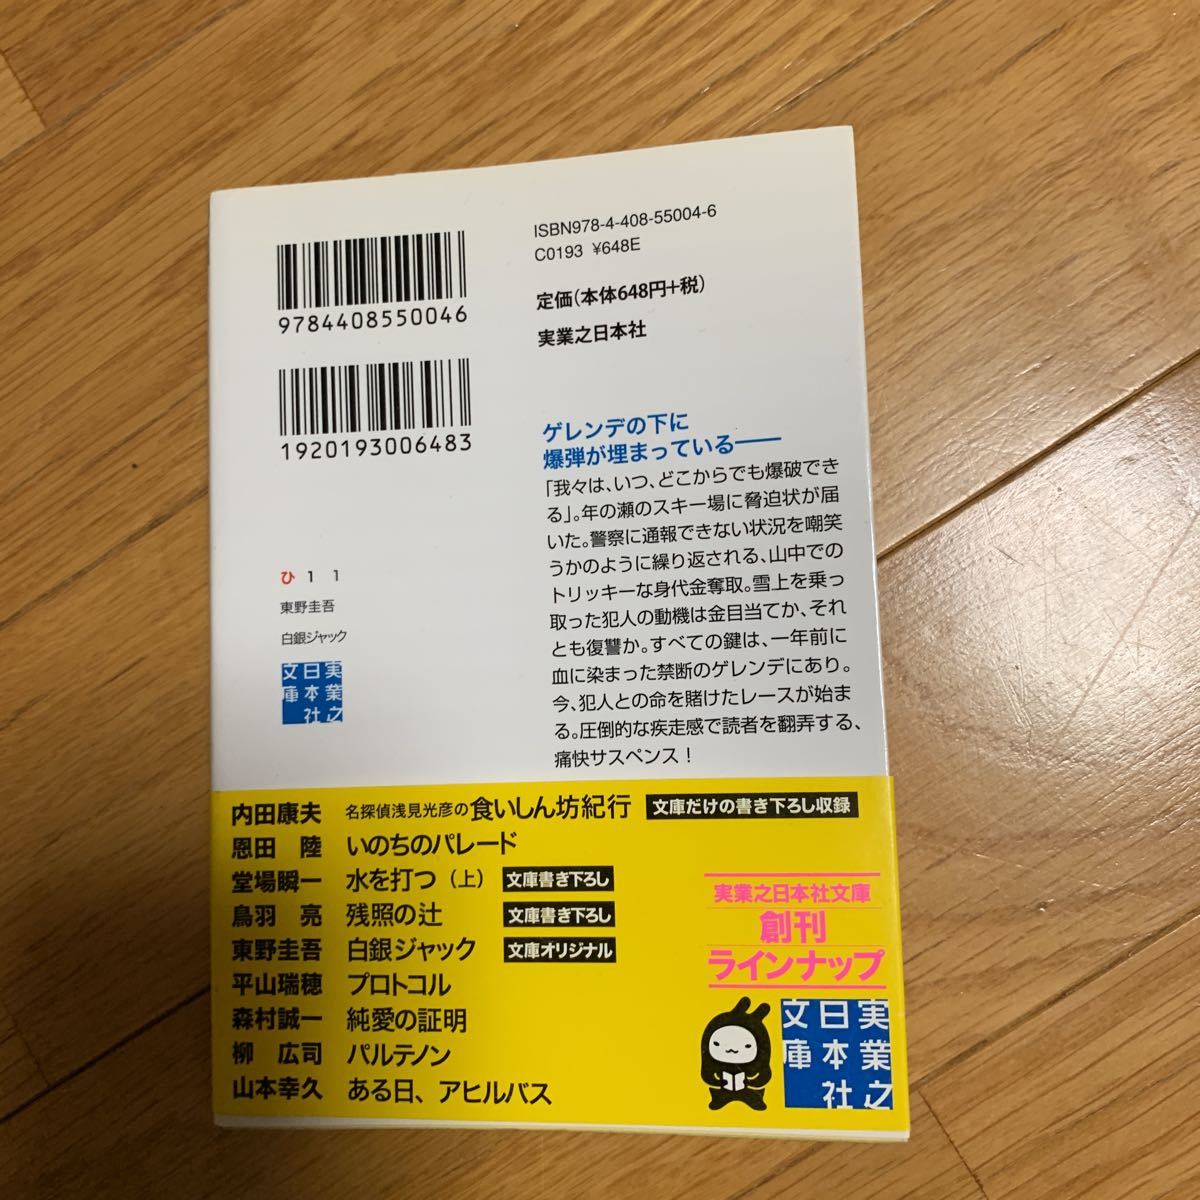 9784408550046
1920193006483
ISBN978-4-408-55004-6
C0193 ¥648E
定価(本体648円+税)
実業之日本社
ゲレンデの下に
爆弾が埋まっている――
「我々は、いつ、どこからでも爆破でき
る」。年の瀬のスキー場に脅迫状が届
いた。警察に通報できない状況を嘲笑
うかのように繰り返される、山中での
トリッキーな身代金奪取。雪上を乗っ
取った犯人の動機は金目当てか、それ
とも復讐か。すべての鍵は、一年前に
血に染まった禁断のゲレンデにあり。
今、犯人との命を賭けたレースが始ま
る。圧倒的な疾走感で読者を翻弄する、
痛快サスペンス!
ひ 1 1
東野圭吾
白銀ジャック
実業之
日本社
文庫
内田康夫 名探偵浅見光彦の食いしん坊紀行 文庫だけの書き下ろし収録
恩田 陸 いのちのパレード
堂場瞬一 水を打つ(上) 文庫書き下ろし
鳥羽 亮 残照の辻 文庫書き下ろし
東野圭吾 白銀ジャック 文庫オリジナル
平山瑞穂 プロトコル
森村誠一 純愛の証明
柳 広司 パルテノン
山本幸久 ある日、アヒルバス
実業之日本社文庫
創刊
ラインナップ
実業之
日本社
文庫